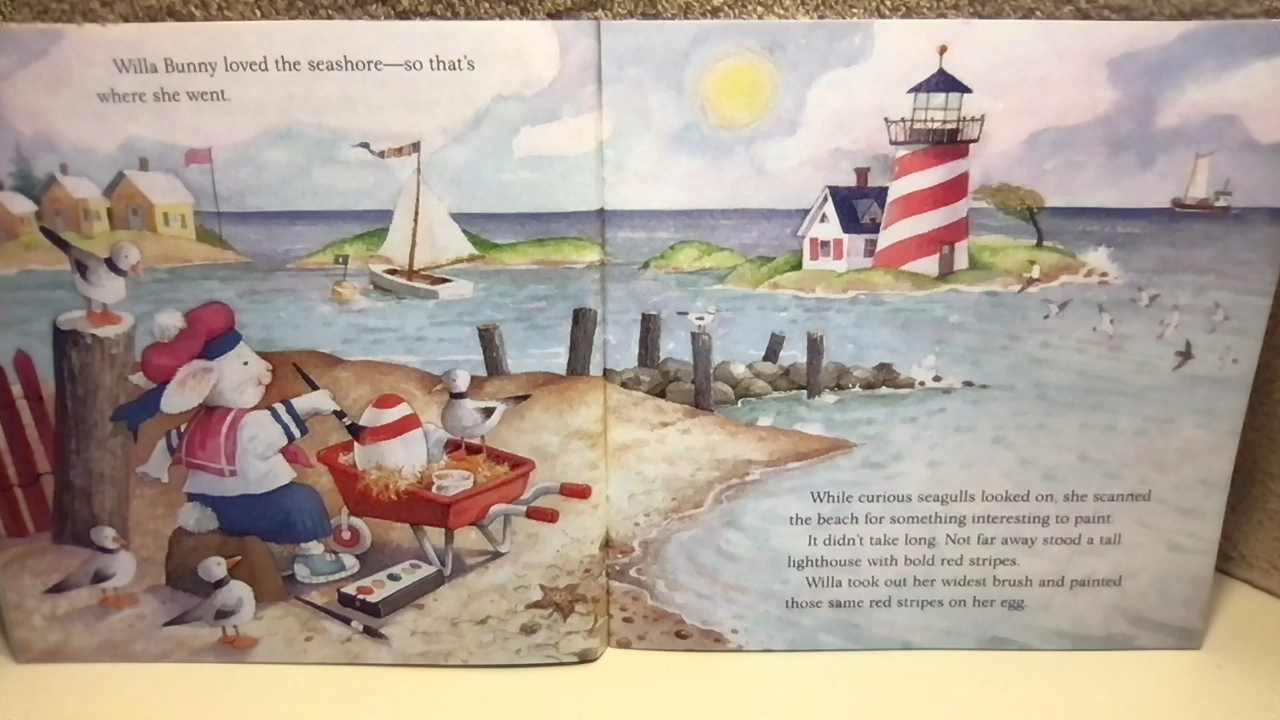 Willa Bunny loved the seashore—so that's
where she went.
While curious seagulls looked on, she scanned
the beach for something interesting to paint.
It didn't take long. Not far away stood a tall
lighthouse with bold red stripes.
Willa took out her widest brush and painted
those same red stripes on her egg.